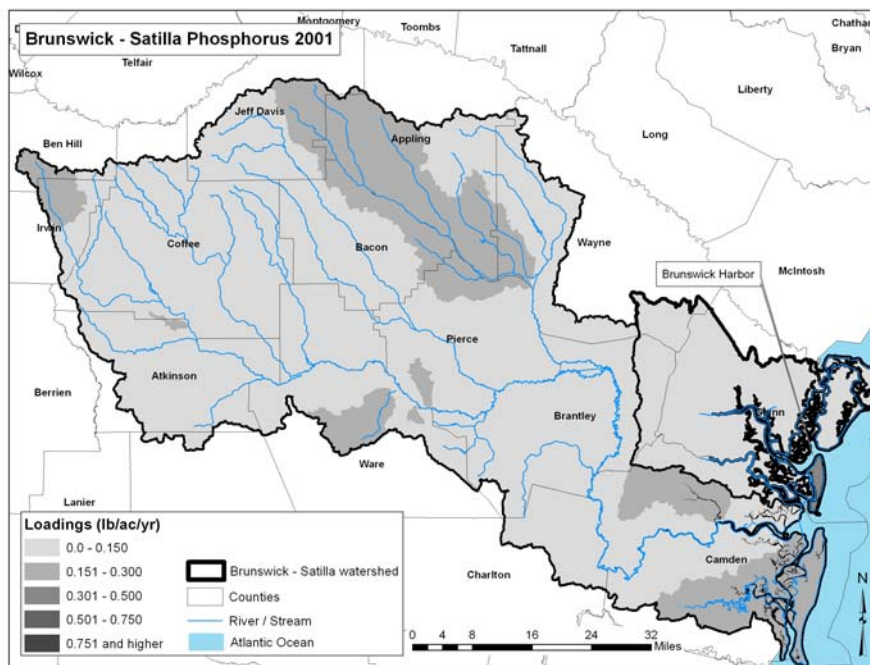 Brunswick - Satilla Phosphorus 2001
Montgomery
Toombs
Tattnall
Chatham
Bryan
Telfair
Wilcox
Liberty
Long
Jeff Davis
Appling
Ben Hill
Irwin
Coffee
Bacon
Wayne
McIntosh
Brunswick Harbor
Pierce
Atkinson
Berrien
Brantley
Ware
Lanier
Camden
Charlton
Loadings (lb/ac/yr)
0.0 - 0.150
0.151 - 0.300
0.301 - 0.500
0.501 - 0.750
0.751 and higher
Brunswick - Satilla watershed
Counties
River / Stream
Atlantic Ocean
N
0 4 8 16 24 32
Miles